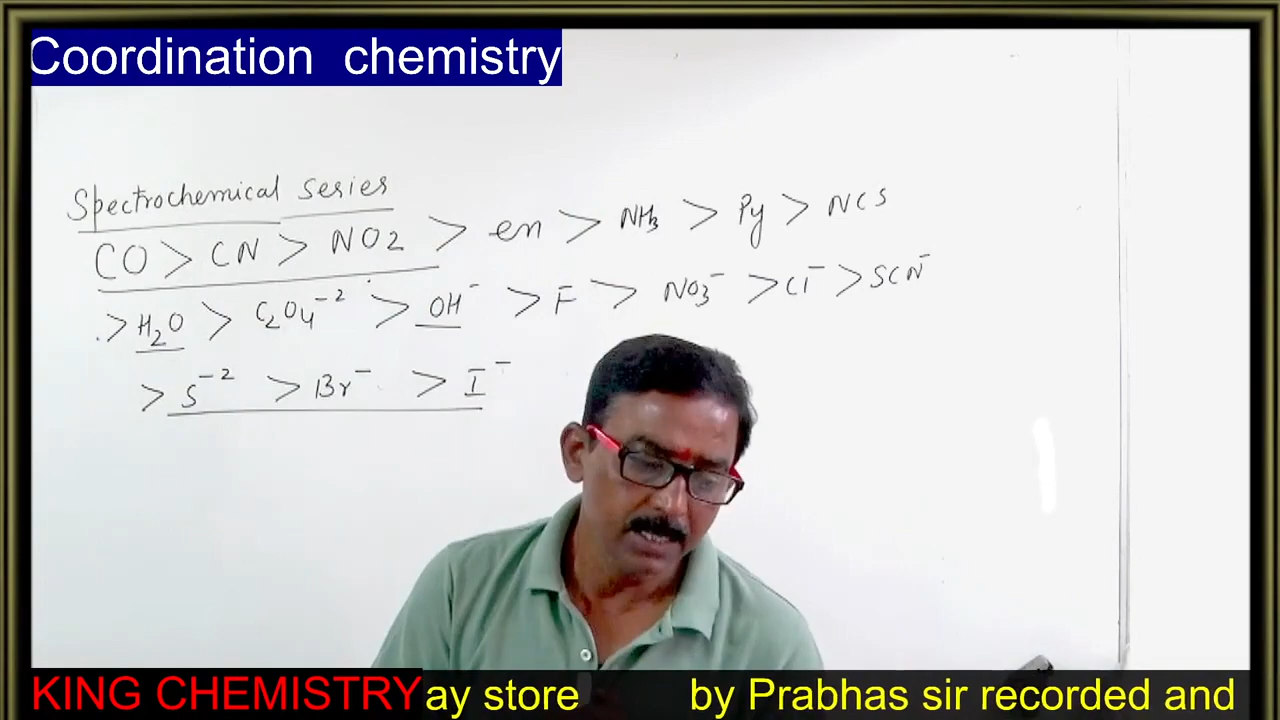 Coordination chemistry
Spectrochemical series
CO > CN > NO2 > en > NH3 > Py > NCS
> H2O > C2O4-2 > OH- > F > NO3- > Cl- > SCN-
> S-2 > Br- > I-
KING CHEMISTRY ay store by Prabhas sir recorded and